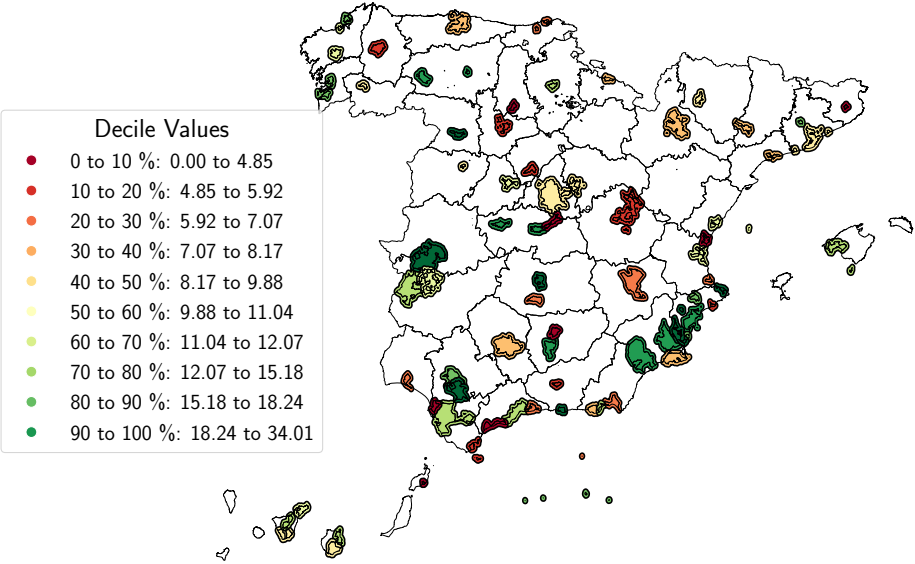 Decile Values
0 to 10 %: 0.00 to 4.85
10 to 20 %: 4.85 to 5.92
20 to 30 %: 5.92 to 7.07
30 to 40 %: 7.07 to 8.17
40 to 50 %: 8.17 to 9.88
50 to 60 %: 9.88 to 11.04
60 to 70 %: 11.04 to 12.07
70 to 80 %: 12.07 to 15.18
80 to 90 %: 15.18 to 18.24
90 to 100 %: 18.24 to 34.01